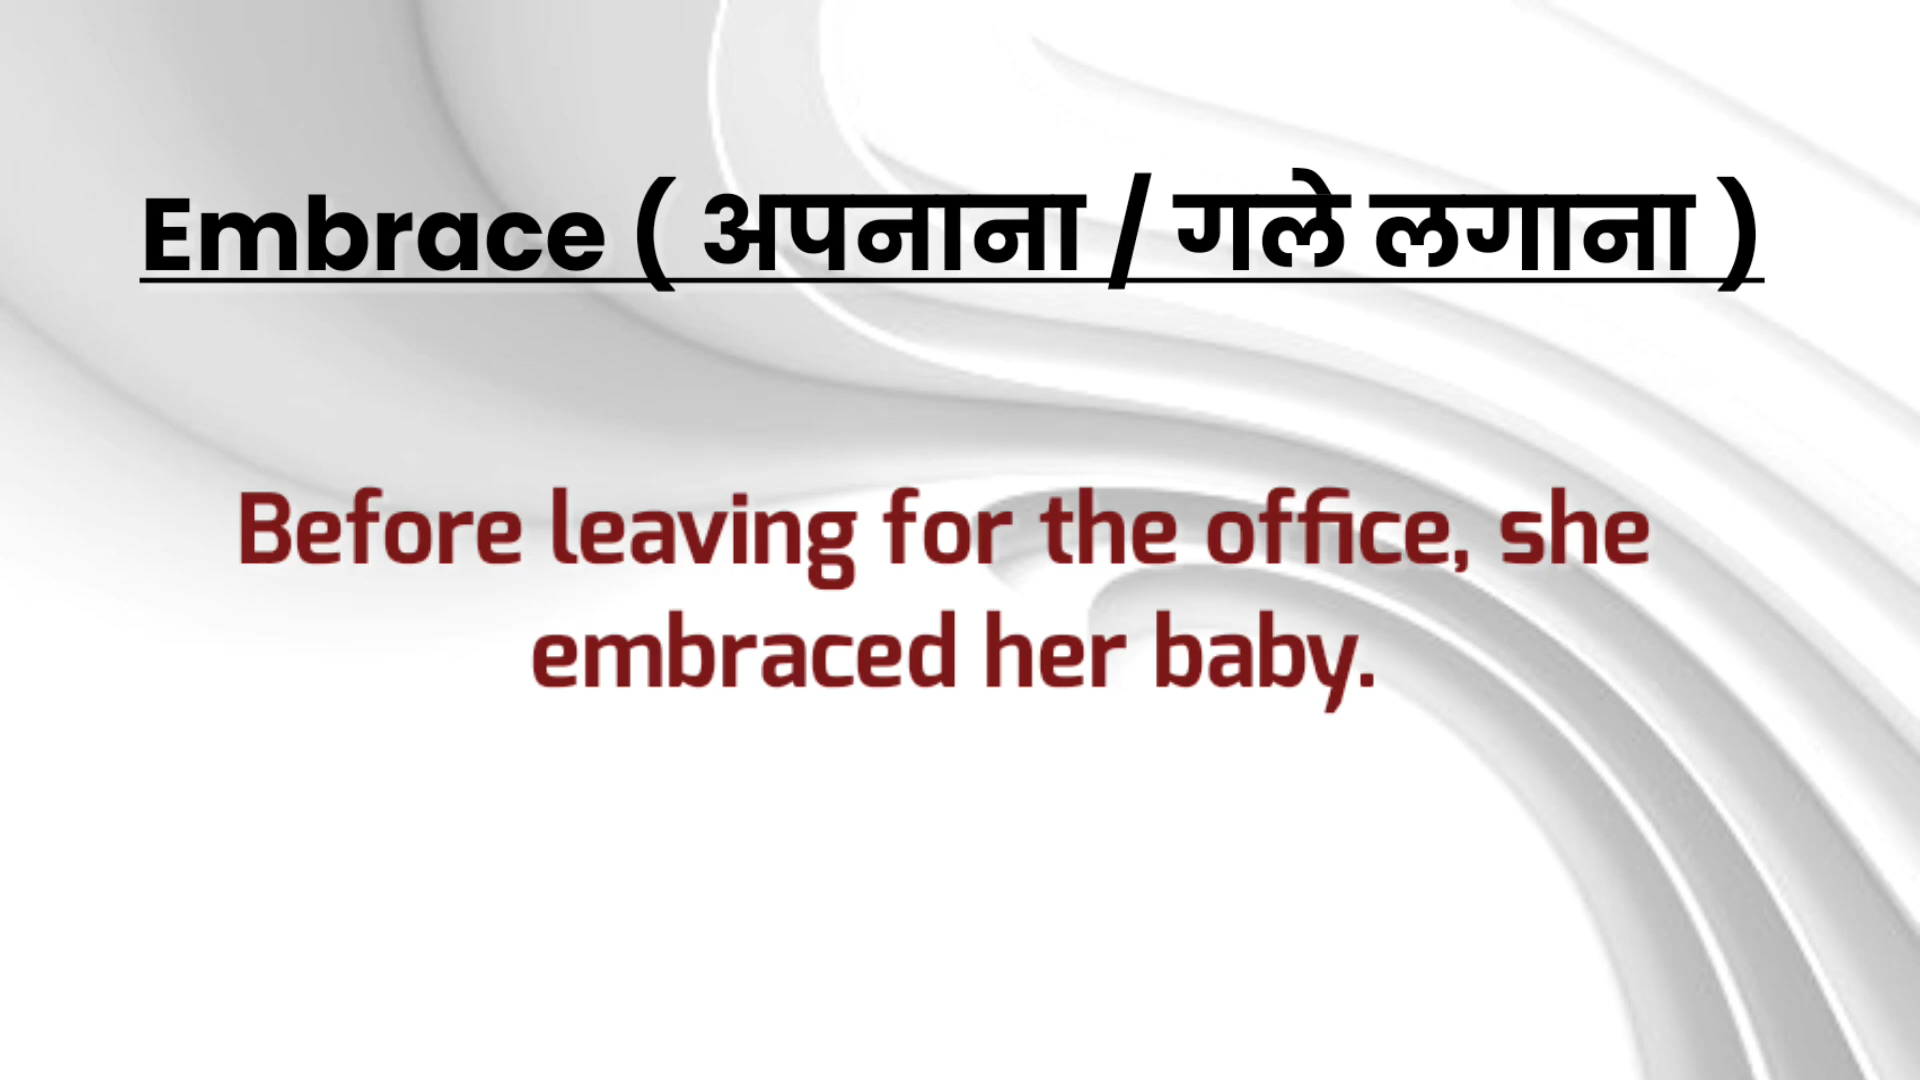 Embrace ( अपनाना / गले लगाना )
Before leaving for the office, she
embraced her baby.